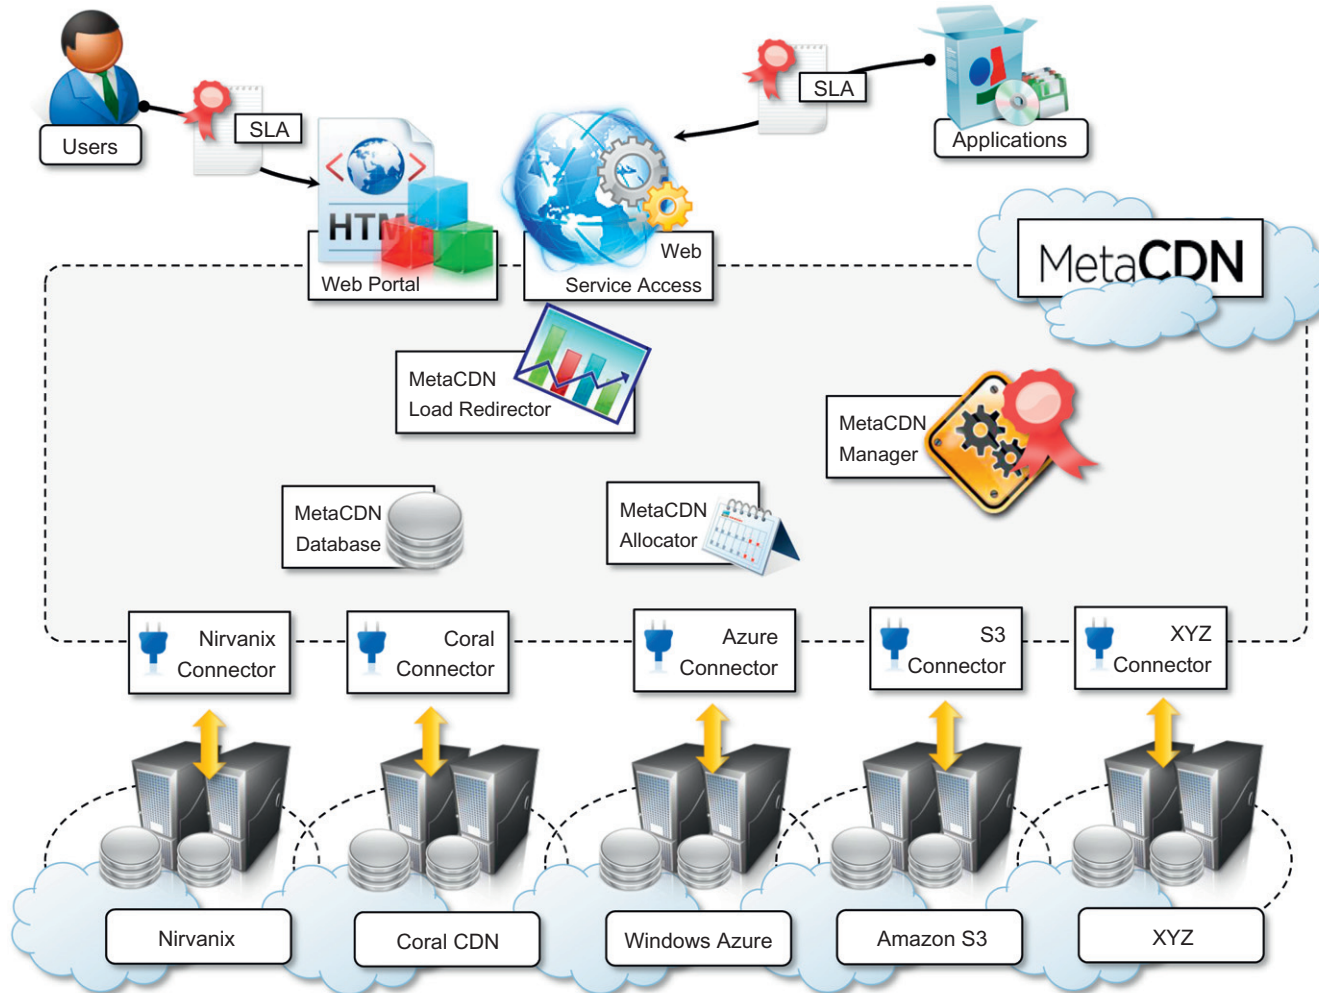 Users
SLA
SLA
Applications
HTM
Web Portal
Web
Service Access
MetaCDN
MetaCDN
Load Redirector
MetaCDN
Manager
MetaCDN
Database
MetaCDN
Allocator
Nirvanix
Connector
Coral
Connector
Azure
Connector
S3
Connector
XYZ
Connector
Nirvanix
Coral CDN
Windows Azure
Amazon S3
XYZ